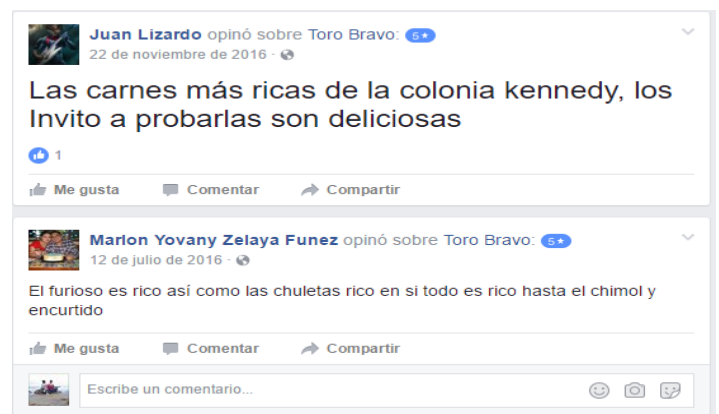 Juan Lizardo opinó sobre Toro Bravo: 5★
22 de noviembre de 2016 ·
Las carnes más ricas de la colonia kennedy, los
Invito a probarlas son deliciosas
1
Me gusta Comentar Compartir
Marlon Yovany Zelaya Funez opinó sobre Toro Bravo: 5★
12 de julio de 2016 ·
El furioso es rico así como las chuletas rico en si todo es rico hasta el chimol y
encurtido
Me gusta Comentar Compartir
Escribe un comentario...